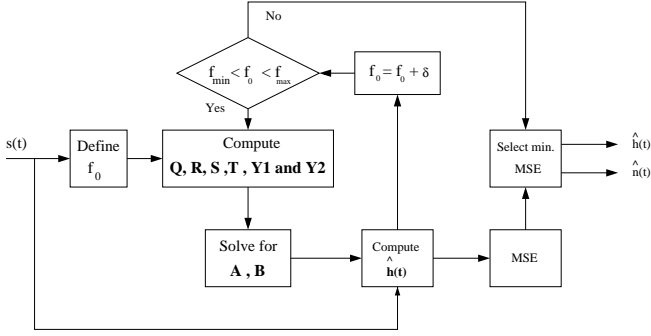 No
f_min < f_0 < f_max
f_0 = f_0 + δ
Yes
s(t)
Define
f_0
Compute
Q, R, S ,T , Y1 and Y2
Select min.
MSE
ĥ(t)
n̂(t)
Solve for
A , B
Compute
ĥ(t)
MSE